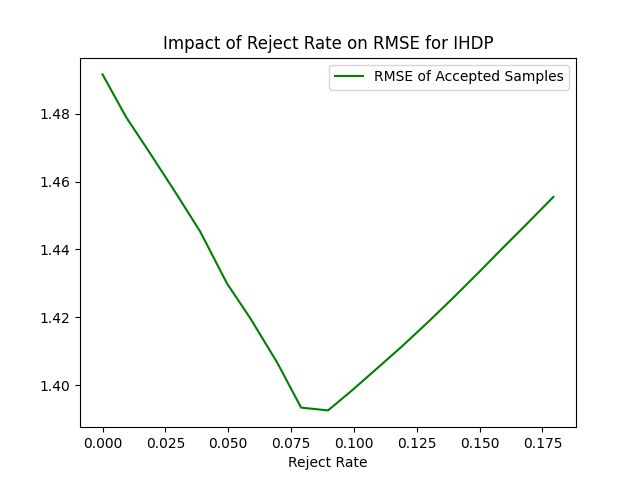 Impact of Reject Rate on RMSE for IHDP
RMSE of Accepted Samples
1.48
1.46
1.44
1.42
1.40
0.000 0.025 0.050 0.075 0.100 0.125 0.150 0.175
Reject Rate